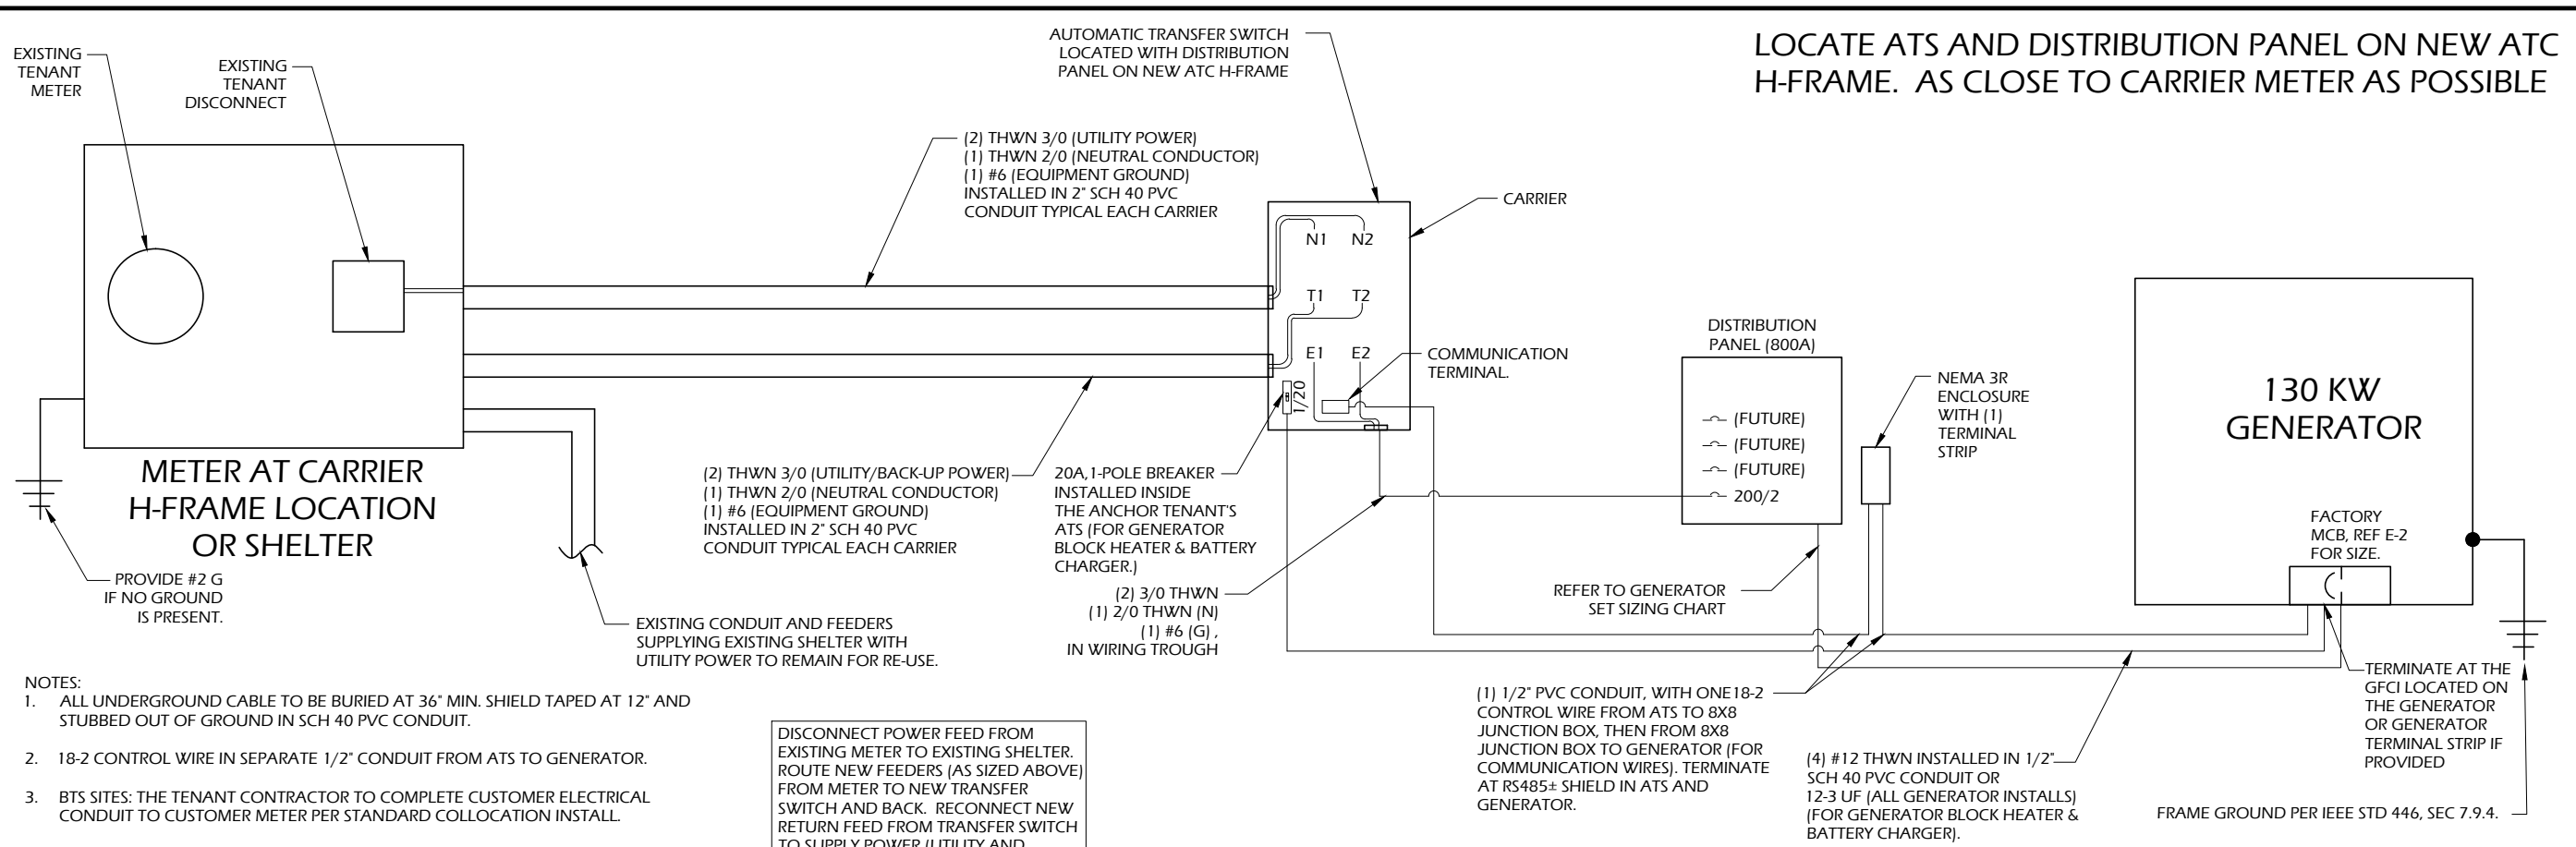 LOCATE ATS AND DISTRIBUTION PANEL ON NEW ATC
H-FRAME. AS CLOSE TO CARRIER METER AS POSSIBLE
EXISTING
TENANT
METER
EXISTING
TENANT
DISCONNECT
AUTOMATIC TRANSFER SWITCH
LOCATED WITH DISTRIBUTION
PANEL ON NEW ATC H-FRAME
(2) THWN 3/0 (UTILITY POWER)
(1) THWN 2/0 (NEUTRAL CONDUCTOR)
(1) #6 (EQUIPMENT GROUND)
INSTALLED IN 2" SCH 40 PVC
CONDUIT TYPICAL EACH CARRIER
CARRIER
N1 N2
T1 T2
E1 E2
1/20
COMMUNICATION
TERMINAL.
DISTRIBUTION
PANEL (800A)
(FUTURE)
(FUTURE)
(FUTURE)
200/2
NEMA 3R
ENCLOSURE
WITH (1)
TERMINAL
STRIP
130 KW
GENERATOR
FACTORY
MCB, REF E-2
FOR SIZE.
METER AT CARRIER
H-FRAME LOCATION
OR SHELTER
PROVIDE #2 G
IF NO GROUND
IS PRESENT.
(2) THWN 3/0 (UTILITY/BACK-UP POWER)
(1) THWN 2/0 (NEUTRAL CONDUCTOR)
(1) #6 (EQUIPMENT GROUND)
INSTALLED IN 2" SCH 40 PVC
CONDUIT TYPICAL EACH CARRIER
20A,1-POLE BREAKER
INSTALLED INSIDE
THE ANCHOR TENANT'S
ATS (FOR GENERATOR
BLOCK HEATER & BATTERY
CHARGER.)
(2) 3/0 THWN
(1) 2/0 THWN (N)
(1) #6 (G) ,
IN WIRING TROUGH
REFER TO GENERATOR
SET SIZING CHART
EXISTING CONDUIT AND FEEDERS
SUPPLYING EXISTING SHELTER WITH
UTILITY POWER TO REMAIN FOR RE-USE.
NOTES:
1. ALL UNDERGROUND CABLE TO BE BURIED AT 36" MIN. SHIELD TAPED AT 12" AND
STUBBED OUT OF GROUND IN SCH 40 PVC CONDUIT.
2. 18-2 CONTROL WIRE IN SEPARATE 1/2" CONDUIT FROM ATS TO GENERATOR.
3. BTS SITES: THE TENANT CONTRACTOR TO COMPLETE CUSTOMER ELECTRICAL
CONDUIT TO CUSTOMER METER PER STANDARD COLLOCATION INSTALL.
DISCONNECT POWER FEED FROM
EXISTING METER TO EXISTING SHELTER.
ROUTE NEW FEEDERS (AS SIZED ABOVE)
FROM METER TO NEW TRANSFER
SWITCH AND BACK. RECONNECT NEW
RETURN FEED FROM TRANSFER SWITCH
TO SUPPLY POWER (UTILITY AND
(1) 1/2" PVC CONDUIT, WITH ONE18-2
CONTROL WIRE FROM ATS TO 8X8
JUNCTION BOX, THEN FROM 8X8
JUNCTION BOX TO GENERATOR (FOR
COMMUNICATION WIRES). TERMINATE
AT RS485± SHIELD IN ATS AND
GENERATOR.
(4) #12 THWN INSTALLED IN 1/2"
SCH 40 PVC CONDUIT OR
12-3 UF (ALL GENERATOR INSTALLS)
(FOR GENERATOR BLOCK HEATER &
BATTERY CHARGER).
TERMINATE AT THE
GFCI LOCATED ON
THE GENERATOR
OR GENERATOR
TERMINAL STRIP IF
PROVIDED
FRAME GROUND PER IEEE STD 446, SEC 7.9.4.